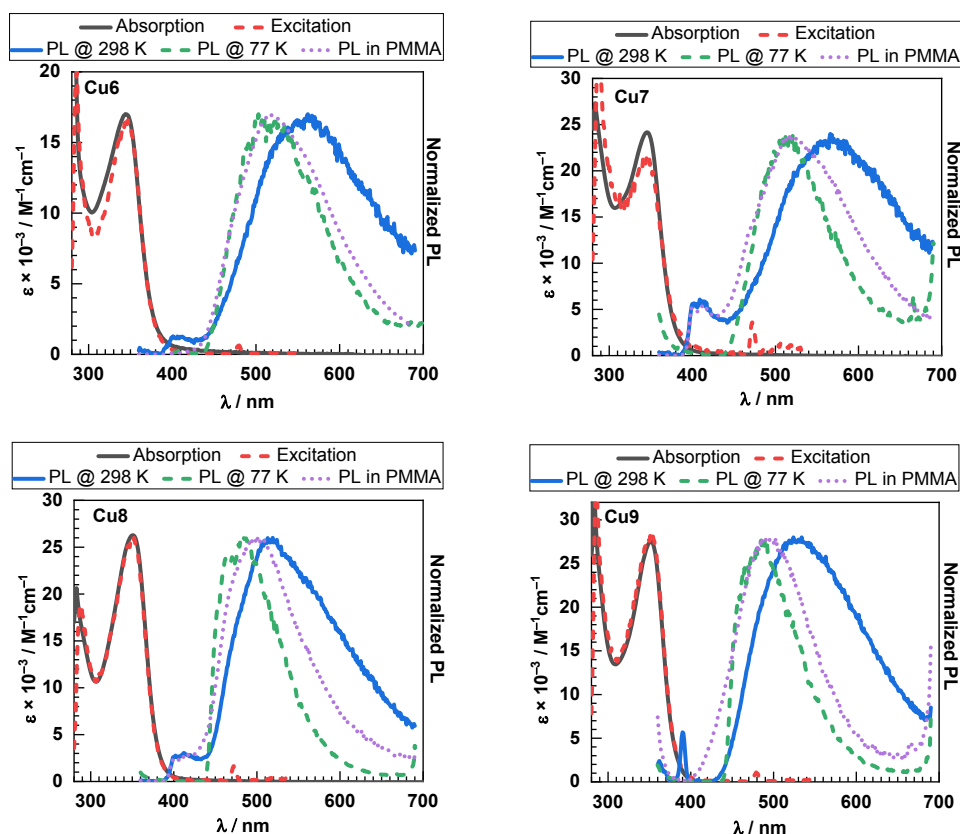 Absorption Excitation
PL @ 298 K PL @ 77 K PL in PMMA
Cu6
ε × 10⁻³ / M⁻¹cm⁻¹
20
15
10
5
0
300 400 500 600 700
λ / nm
Normalized PL
Absorption Excitation
PL @ 298 K PL @ 77 K PL in PMMA
Cu7
ε × 10⁻³ / M⁻¹cm⁻¹
30
25
20
15
10
5
0
300 400 500 600 700
λ / nm
Normalized PL
Absorption Excitation
PL @ 298 K PL @ 77 K PL in PMMA
Cu8
ε × 10⁻³ / M⁻¹cm⁻¹
30
25
20
15
10
5
0
300 400 500 600 700
λ / nm
Normalized PL
Absorption Excitation
PL @ 298 K PL @ 77 K PL in PMMA
Cu9
ε × 10⁻³ / M⁻¹cm⁻¹
30
25
20
15
10
5
0
300 400 500 600 700
λ / nm
Normalized PL